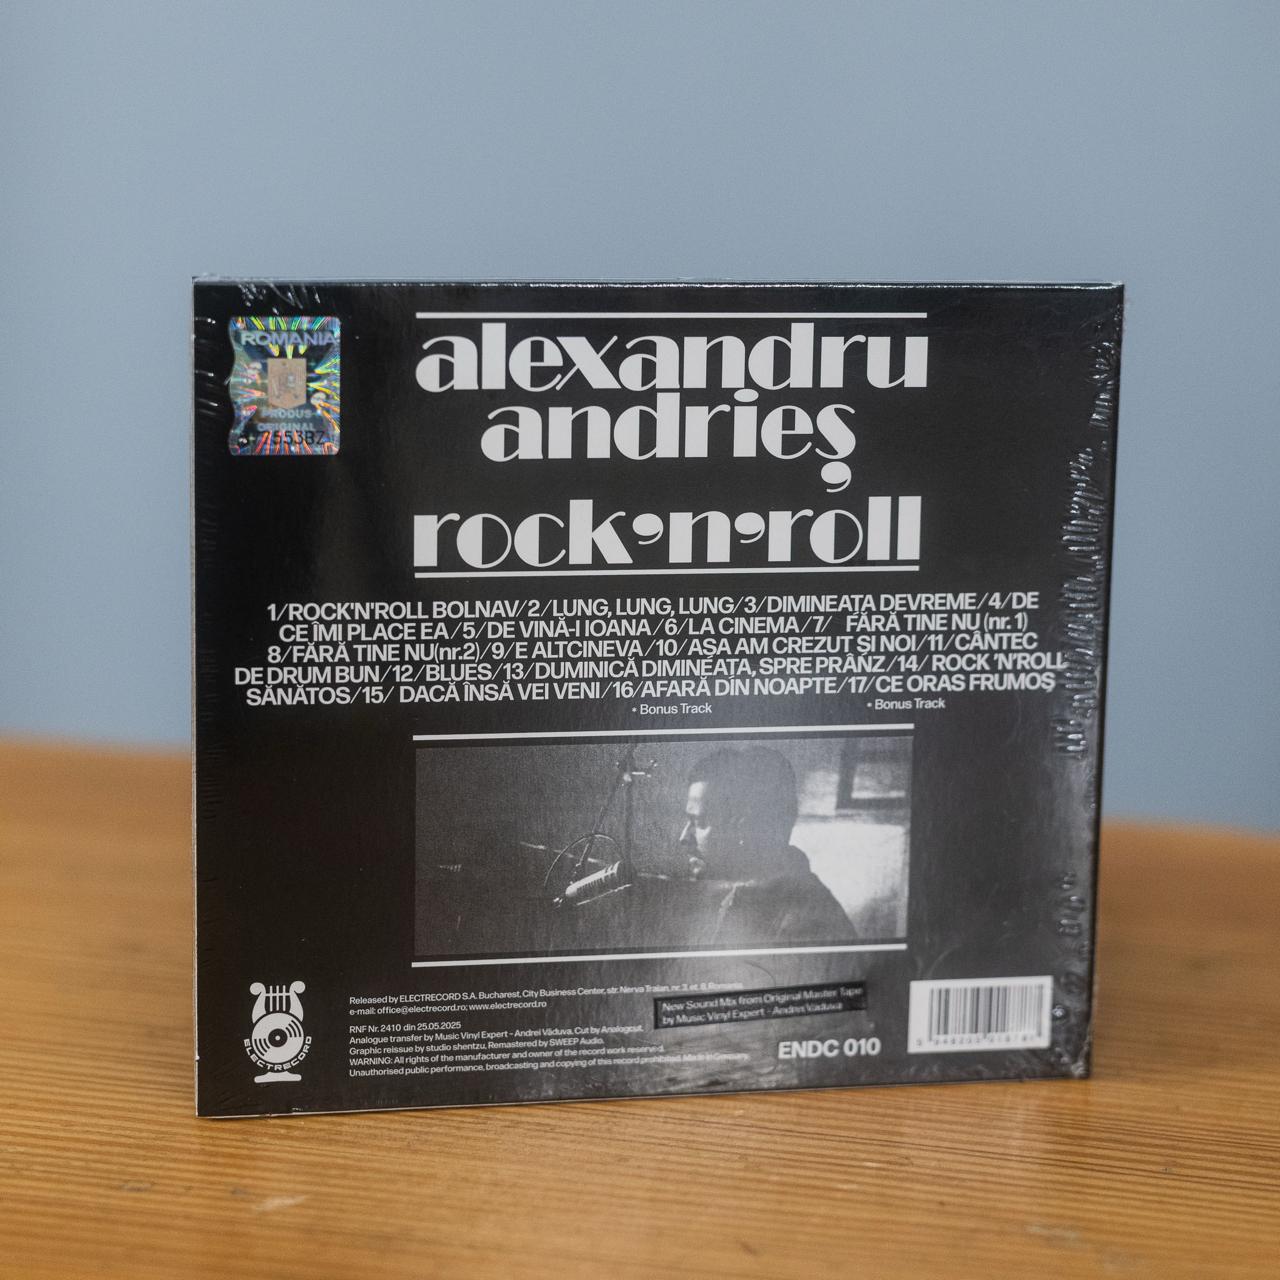 ROMANIA
PRODUS
ORIGINAL
alexandru
andrieș
rock'n'roll
1/ROCK'N'ROLL BOLNAV/2/LUNG, LUNG, LUNG/3/DIMINEAȚA DEVREME/4/DE
CE ÎMI PLACE EA/5/DE VINĂ-I IOANA/6/LA CINEMA/7/ FĂRĂ TINE NU (nr. 1)
8/FĂRĂ TINE NU(nr.2)/9/E ALTCINEVA /10/AȘA AM CREZUT ȘI NOI/11/CÂNTEC
DE DRUM BUN/12/BLUES/13/DUMINICĂ DIMINEAȚA, SPRE PRÂNZ/14/ ROCK 'N'ROLL
SĂNĂTOS/15/ DACĂ ÎNSĂ VEI VENI/16/AFARĂ DIN NOAPTE/17/CE ORAȘ FRUMOS
* Bonus Track * Bonus Track
ELECTRECORD
Released by ELECTRECORD S.A. Bucharest, City Business Center, str. Nerva Traian, nr. 3, et. 8, Romania
e-mail: office@electrecord.ro; www.electrecord.ro
RNF Nr. 2410 din 25.05.2025
Analogue transfer by Music Vinyl Expert - Andrei Văduva, Cut by Analogcut,
Graphic reissue by studio shentzu, Remastered by SWEEP Audio.
WARNING: All rights of the manufacturer and owner of the record work reserved.
Unauthorised public performance, broadcasting and copying of this record prohibited. Made in Germany
New Sound Mix from Original Master Tape
by Music Vinyl Expert - Andrei Văduva
ENDC 010